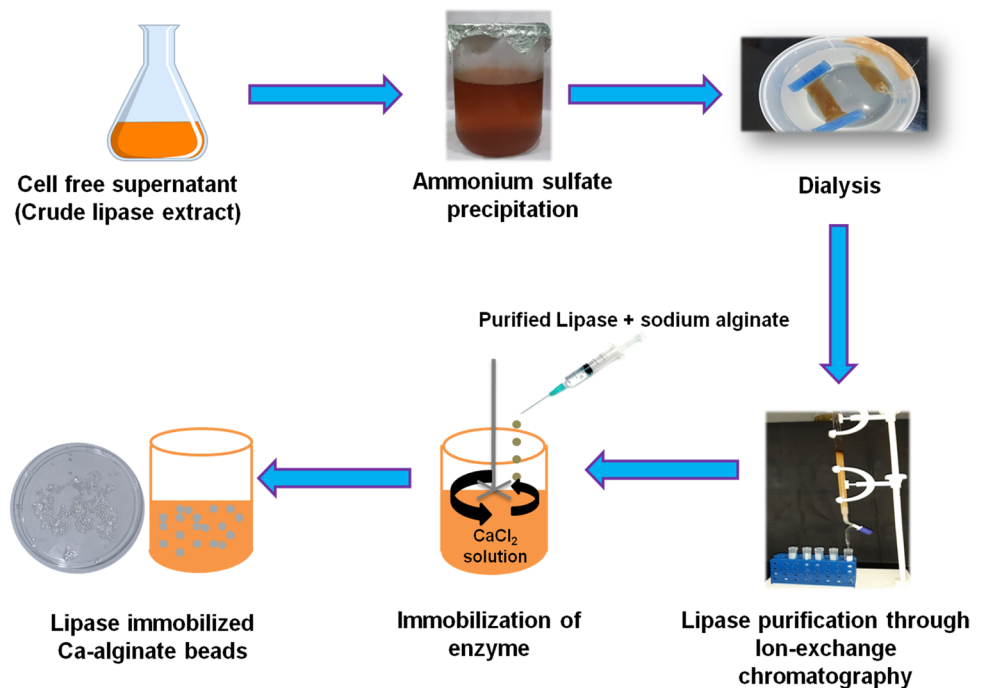 Cell free supernatant
(Crude lipase extract)
Ammonium sulfate
precipitation
Dialysis
Purified Lipase + sodium alginate
CaCl₂
solution
Lipase purification through
Ion-exchange
chromatography
Immobilization of
enzyme
Lipase immobilized
Ca-alginate beads